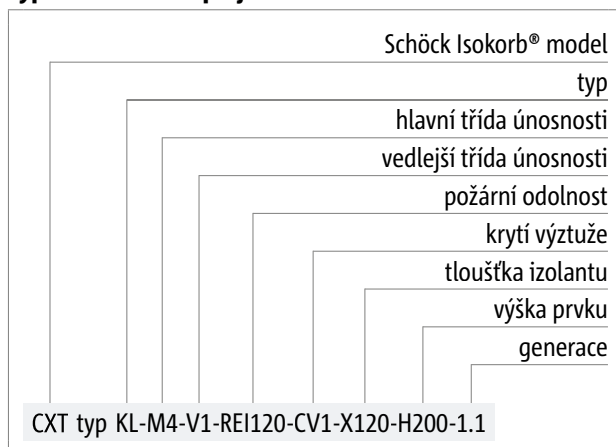 Schöck Isokorb® model
typ
hlavní třída únosnosti
vedlejší třída únosnosti
požární odolnost
krytí výztuže
tloušťka izolantu
výška prvku
generace
CXT typ KL-M4-V1-REI120-CV1-X120-H200-1.1